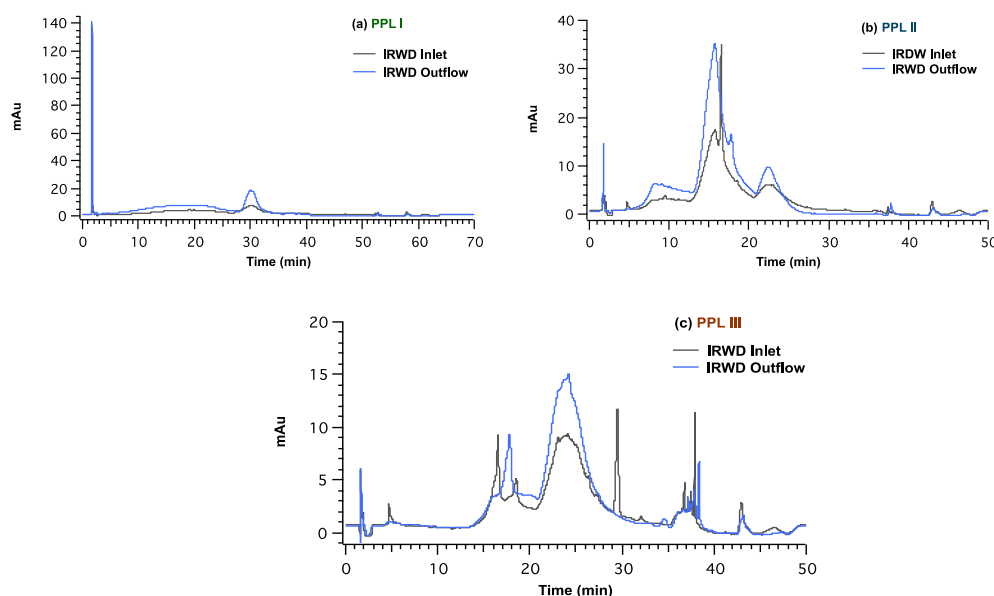 (a) PPL I
IRWD Inlet
IRWD Outflow
mAu
140
120
100
80
60
40
20
0
0 10 20 30 40 50 60 70
Time (min)
(b) PPL II
IRDW Inlet
IRWD Outflow
mAu
40
30
20
10
0
0 10 20 30 40 50
Time (min)
(c) PPL III
IRWD Inlet
IRWD Outflow
mAu
20
15
10
5
0
0 10 20 30 40 50
Time (min)